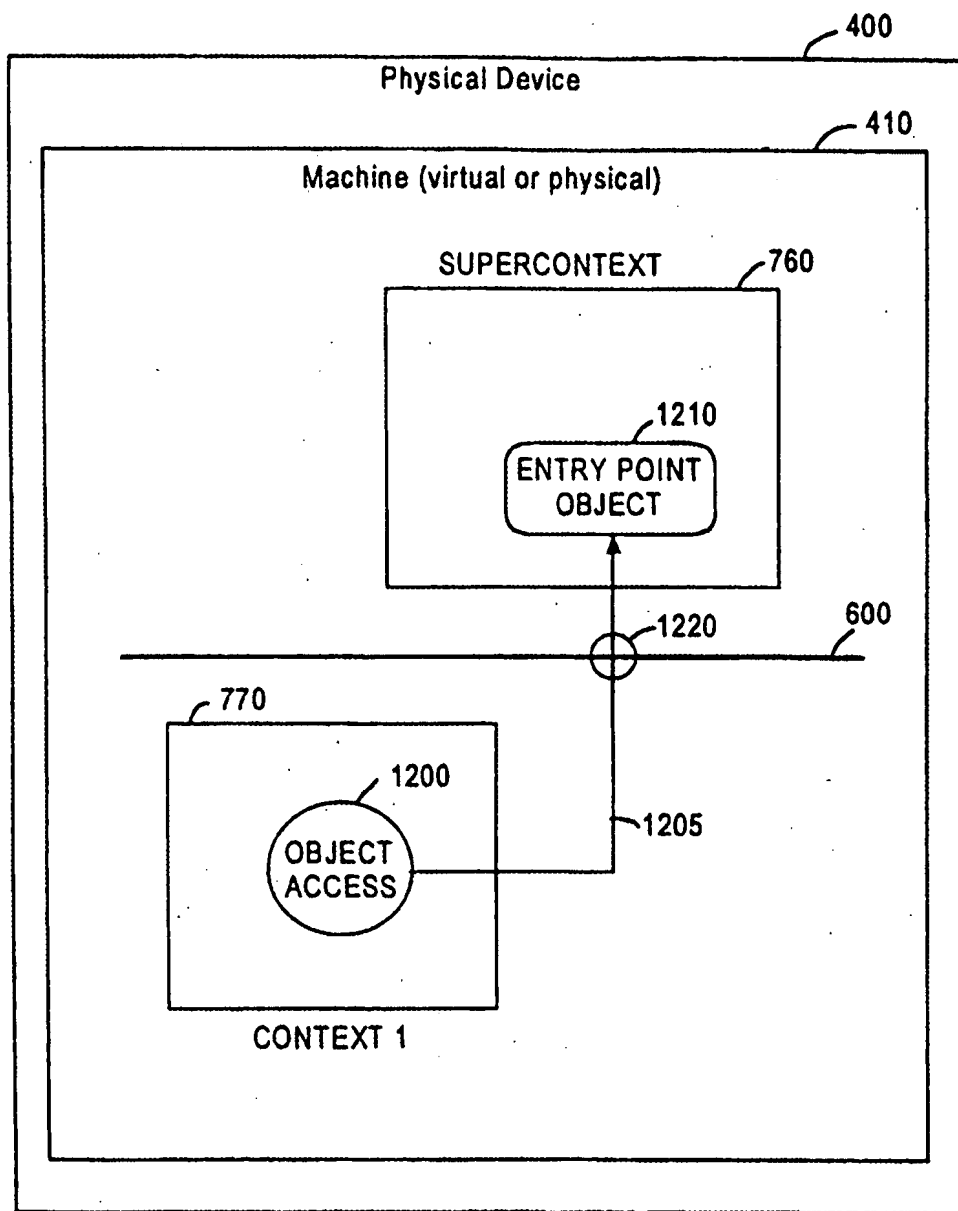 400
Physical Device
410
Machine (virtual or physical)
SUPERCONTEXT
760
1210
ENTRY POINT
OBJECT
1220
600
770
1200
OBJECT
ACCESS
1205
CONTEXT 1